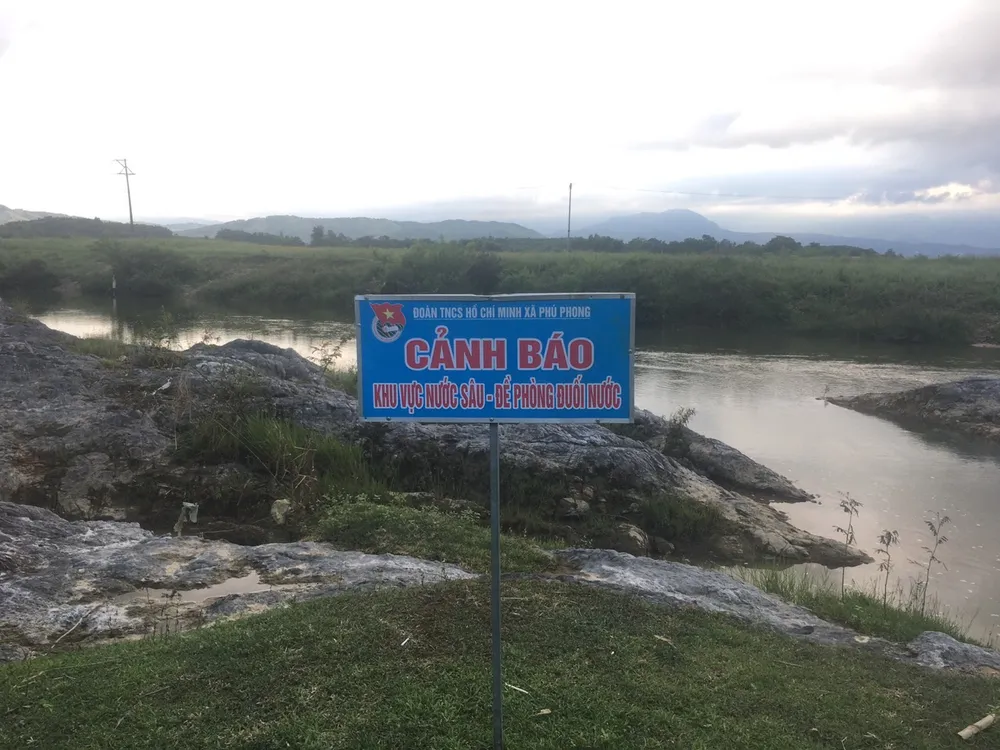 ĐOÀN TNCS HỒ CHÍ MINH XÃ PHÚ PHONG
CẢNH BÁO
KHU VỰC NƯỚC SÂU - ĐỀ PHÒNG ĐUỐI NƯỚC